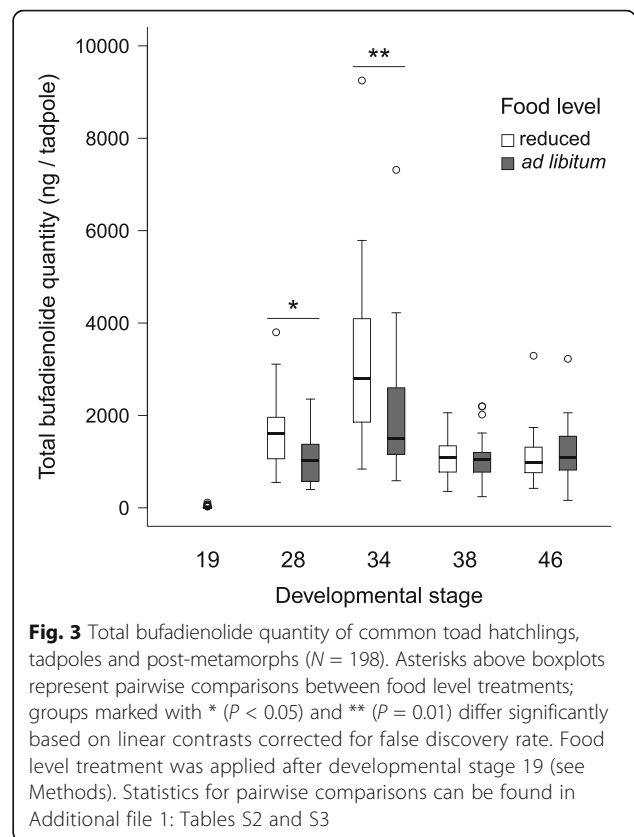 Total bufadienolide quantity (ng / tadpole)
10000
8000
6000
4000
2000
0
*
**
Food level
reduced
ad libitum
19 28 34 38 46
Developmental stage
Fig. 3 Total bufadienolide quantity of common toad hatchlings,
tadpoles and post-metamorphs (N = 198). Asterisks above boxplots
represent pairwise comparisons between food level treatments;
groups marked with * (P < 0.05) and ** (P = 0.01) differ significantly
based on linear contrasts corrected for false discovery rate. Food
level treatment was applied after developmental stage 19 (see
Methods). Statistics for pairwise comparisons can be found in
Additional file 1: Tables S2 and S3